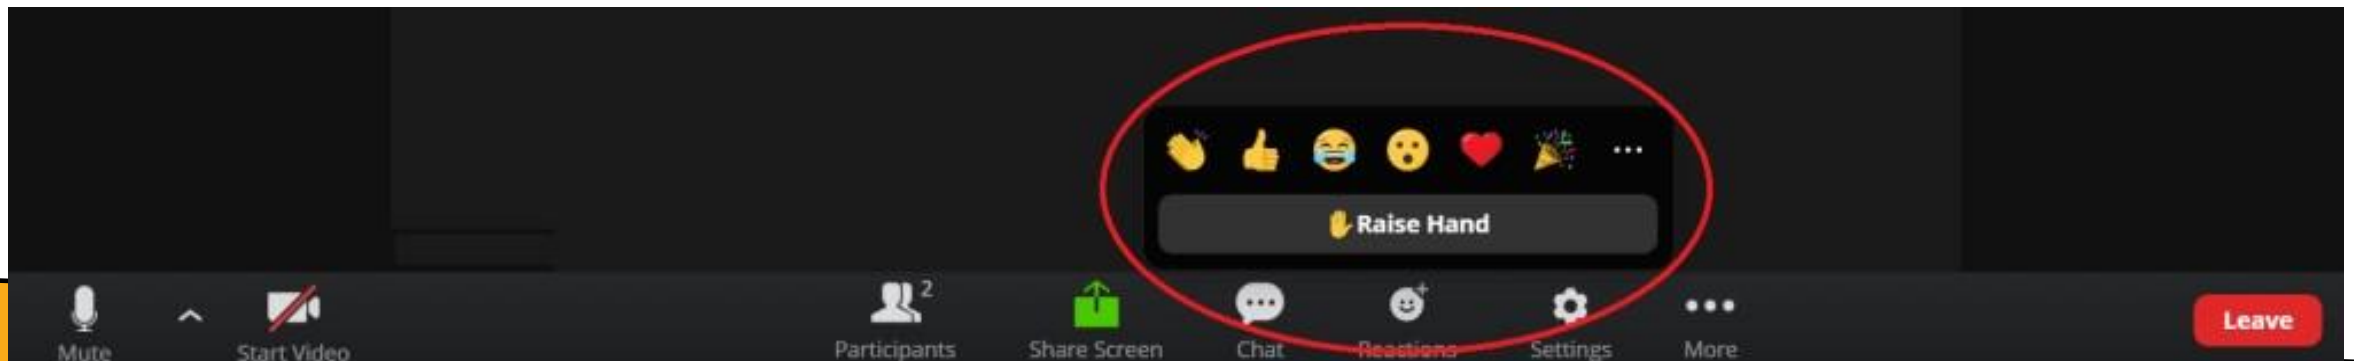 Raise Hand
2
Mute
Start Video
Participants
Share Screen
Chat
Reactions
Settings
More
Leave